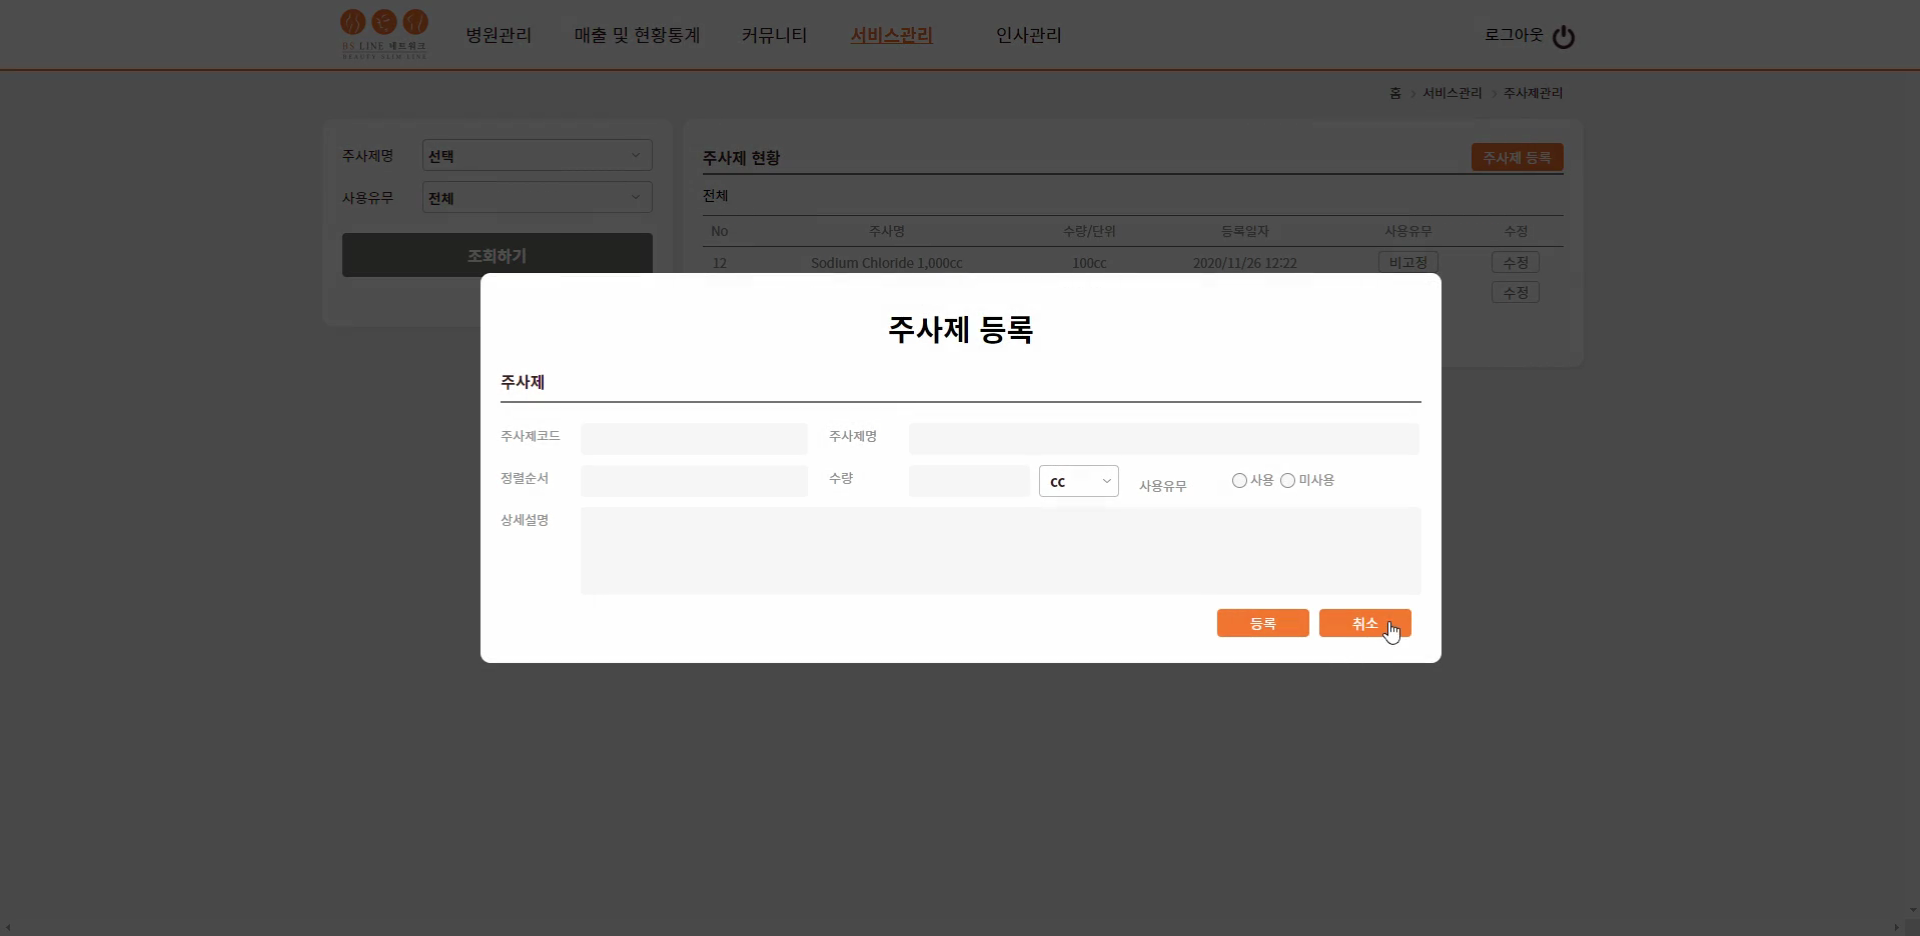 병원관리 매출 및 현황통계 커뮤니티 서비스관리 인사관리 로그아웃
BS LINE 네트워크
BEAUTY SLIM LINE
홈 > 서비스관리 > 주사제관리
주사제명 선택
사용유무 전체
조회하기
주사제 현황 주사제 등록
전체
No 주사명 수량/단위 등록일자 사용유무 수정
12 Sodium Chloride 1,000cc 100cc 2020/11/26 12:22 비고정 수정
수정
주사제 등록
주사제
주사제코드 주사제명
정렬순서 수량 cc 사용유무 사용 미사용
상세설명
등록 취소